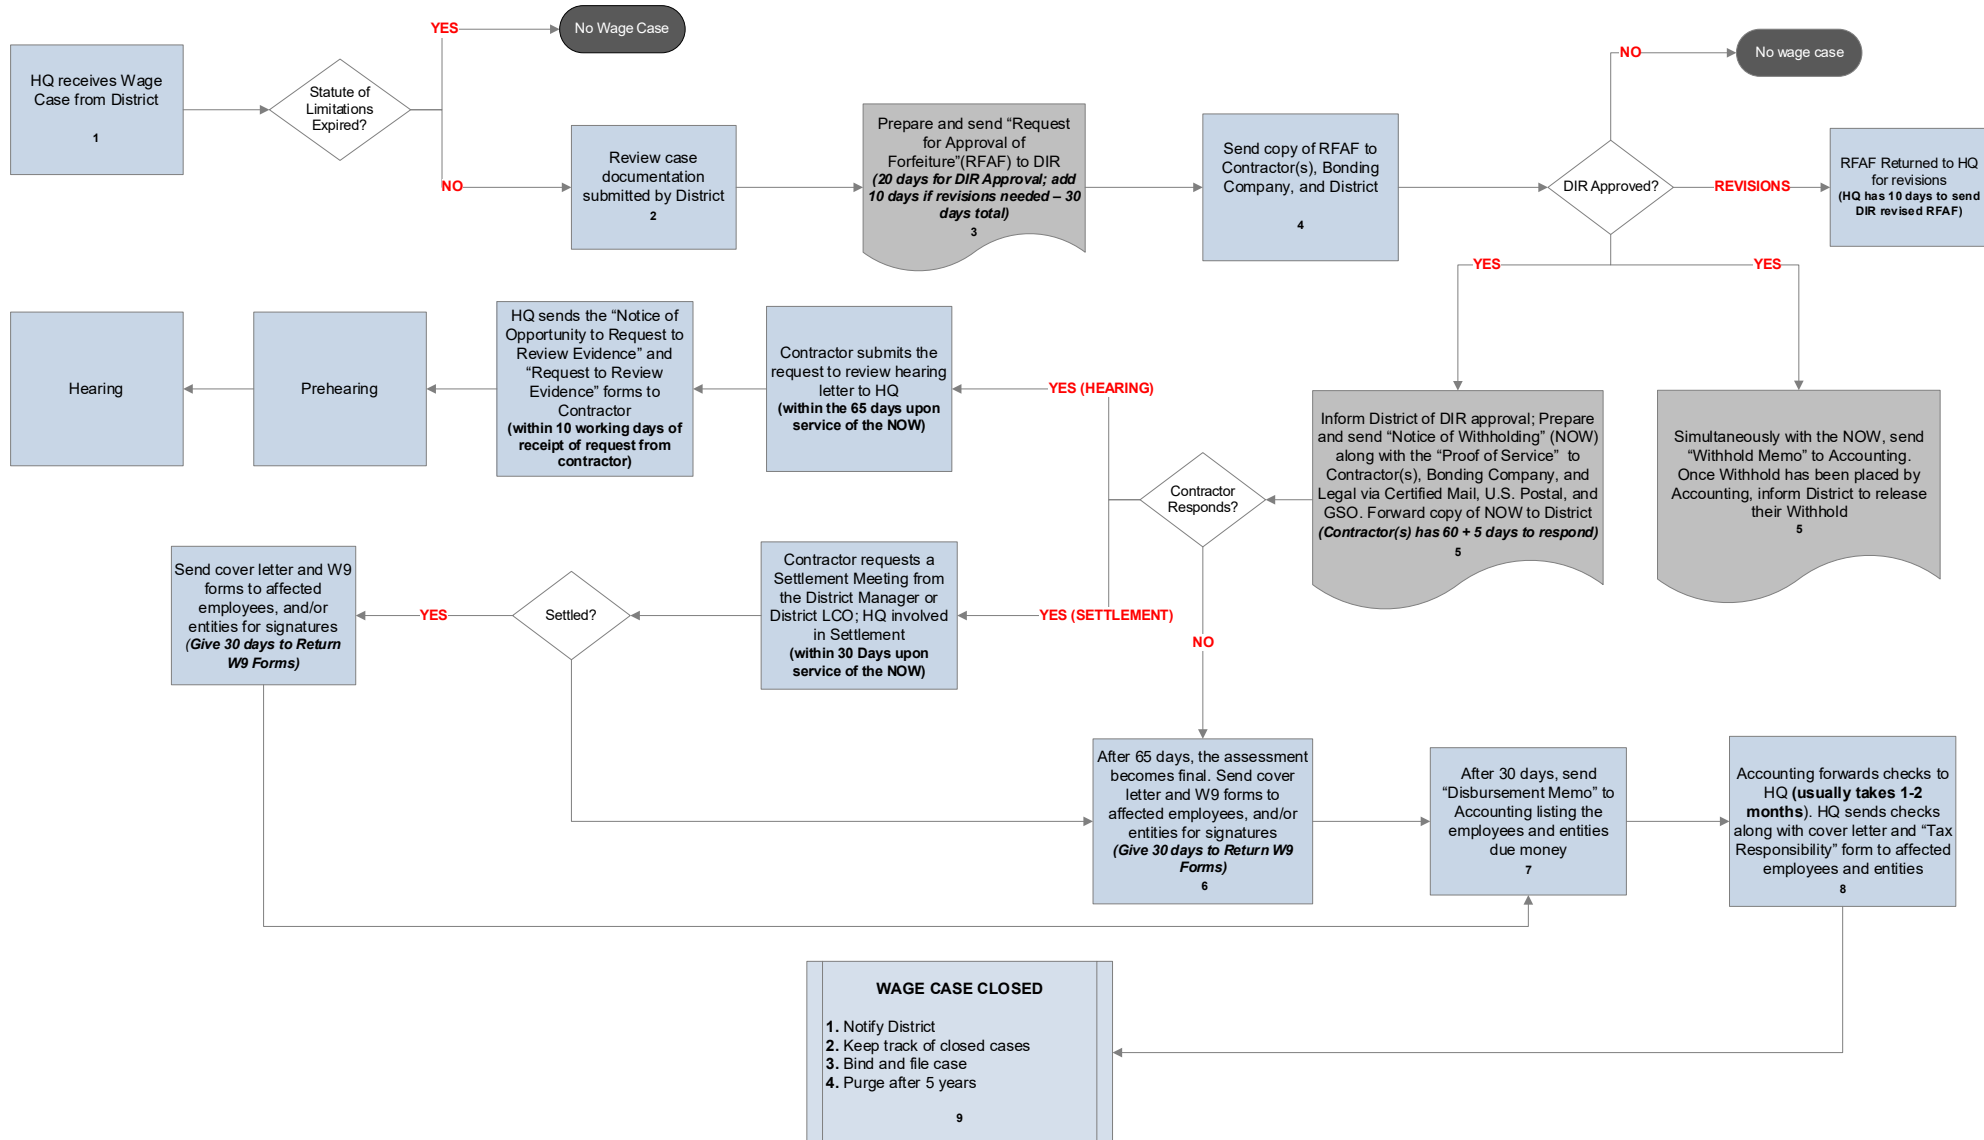 YES
No Wage Case
HQ receives Wage
Case from District
1
Statute of
Limitations
Expired?
NO
Review case
documentation
submitted by District
2
Prepare and send “Request
for Approval of
Forfeiture”(RFAF) to DIR
(20 days for DIR Approval; add
10 days if revisions needed – 30
days total)
3
Send copy of RFAF to
Contractor(s), Bonding
Company, and District
4
DIR Approved?
NO
No wage case
REVISIONS
RFAF Returned to HQ
for revisions
(HQ has 10 days to send
DIR revised RFAF)
YES
YES
Hearing
Prehearing
HQ sends the “Notice of
Opportunity to Request to
Review Evidence” and
“Request to Review
Evidence” forms to
Contractor
(within 10 working days of
receipt of request from
contractor)
Contractor submits the
request to review hearing
letter to HQ
(within the 65 days upon
service of the NOW)
YES (HEARING)
Contractor
Responds?
Inform District of DIR approval; Prepare
and send “Notice of Withholding” (NOW)
along with the “Proof of Service” to
Contractor(s), Bonding Company, and
Legal via Certified Mail, U.S. Postal, and
GSO. Forward copy of NOW to District
(Contractor(s) has 60 + 5 days to respond)
5
Simultaneously with the NOW, send
“Withhold Memo” to Accounting.
Once Withhold has been placed by
Accounting, inform District to release
their Withhold
5
Send cover letter and W9
forms to affected
employees, and/or
entities for signatures
(Give 30 days to Return
W9 Forms)
YES
Settled?
Contractor requests a
Settlement Meeting from
the District Manager or
District LCO; HQ involved
in Settlement
(within 30 Days upon
service of the NOW)
YES (SETTLEMENT)
NO
After 65 days, the assessment
becomes final. Send cover
letter and W9 forms to
affected employees, and/or
entities for signatures
(Give 30 days to Return W9
Forms)
6
After 30 days, send
“Disbursement Memo” to
Accounting listing the
employees and entities
due money
7
Accounting forwards checks to
HQ (usually takes 1-2
months). HQ sends checks
along with cover letter and “Tax
Responsibility” form to affected
employees and entities
8
WAGE CASE CLOSED
1. Notify District
2. Keep track of closed cases
3. Bind and file case
4. Purge after 5 years
9